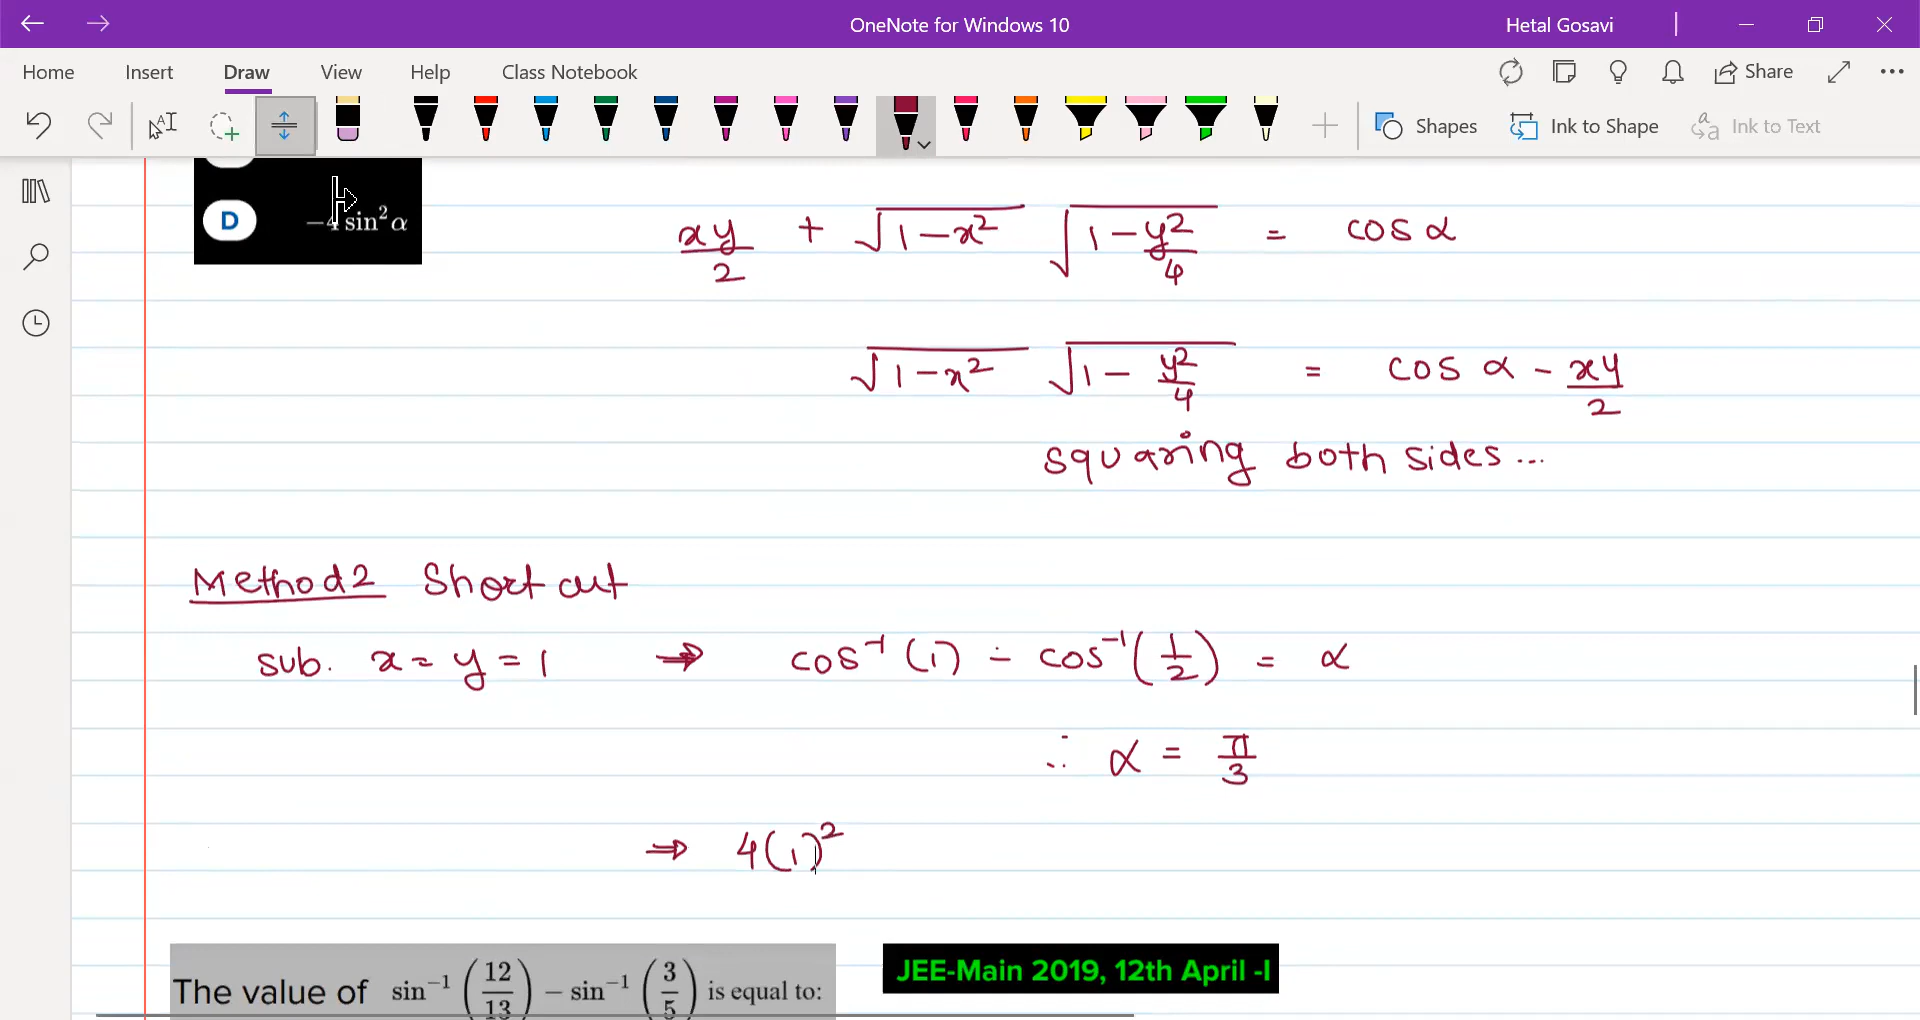 OneNote for Windows 10
Hetal Gosavi
Home Insert Draw View Help Class Notebook
Share
Shapes Ink to Shape Ink to Text
D −4 sin² α
xy/2 + √(1−x²) √(1−y²/4) = cos α
√(1−x²) √(1−y²/4) = cos α − xy/2
squaring both sides...
Method2 Short cut
sub. x = y = 1 ⇒ cos⁻¹(1) − cos⁻¹(1/2) = α
∴ α = π/3
⇒ 4(1)²
The value of sin⁻¹(12/13) − sin⁻¹(3/5) is equal to:
JEE-Main 2019, 12th April -I